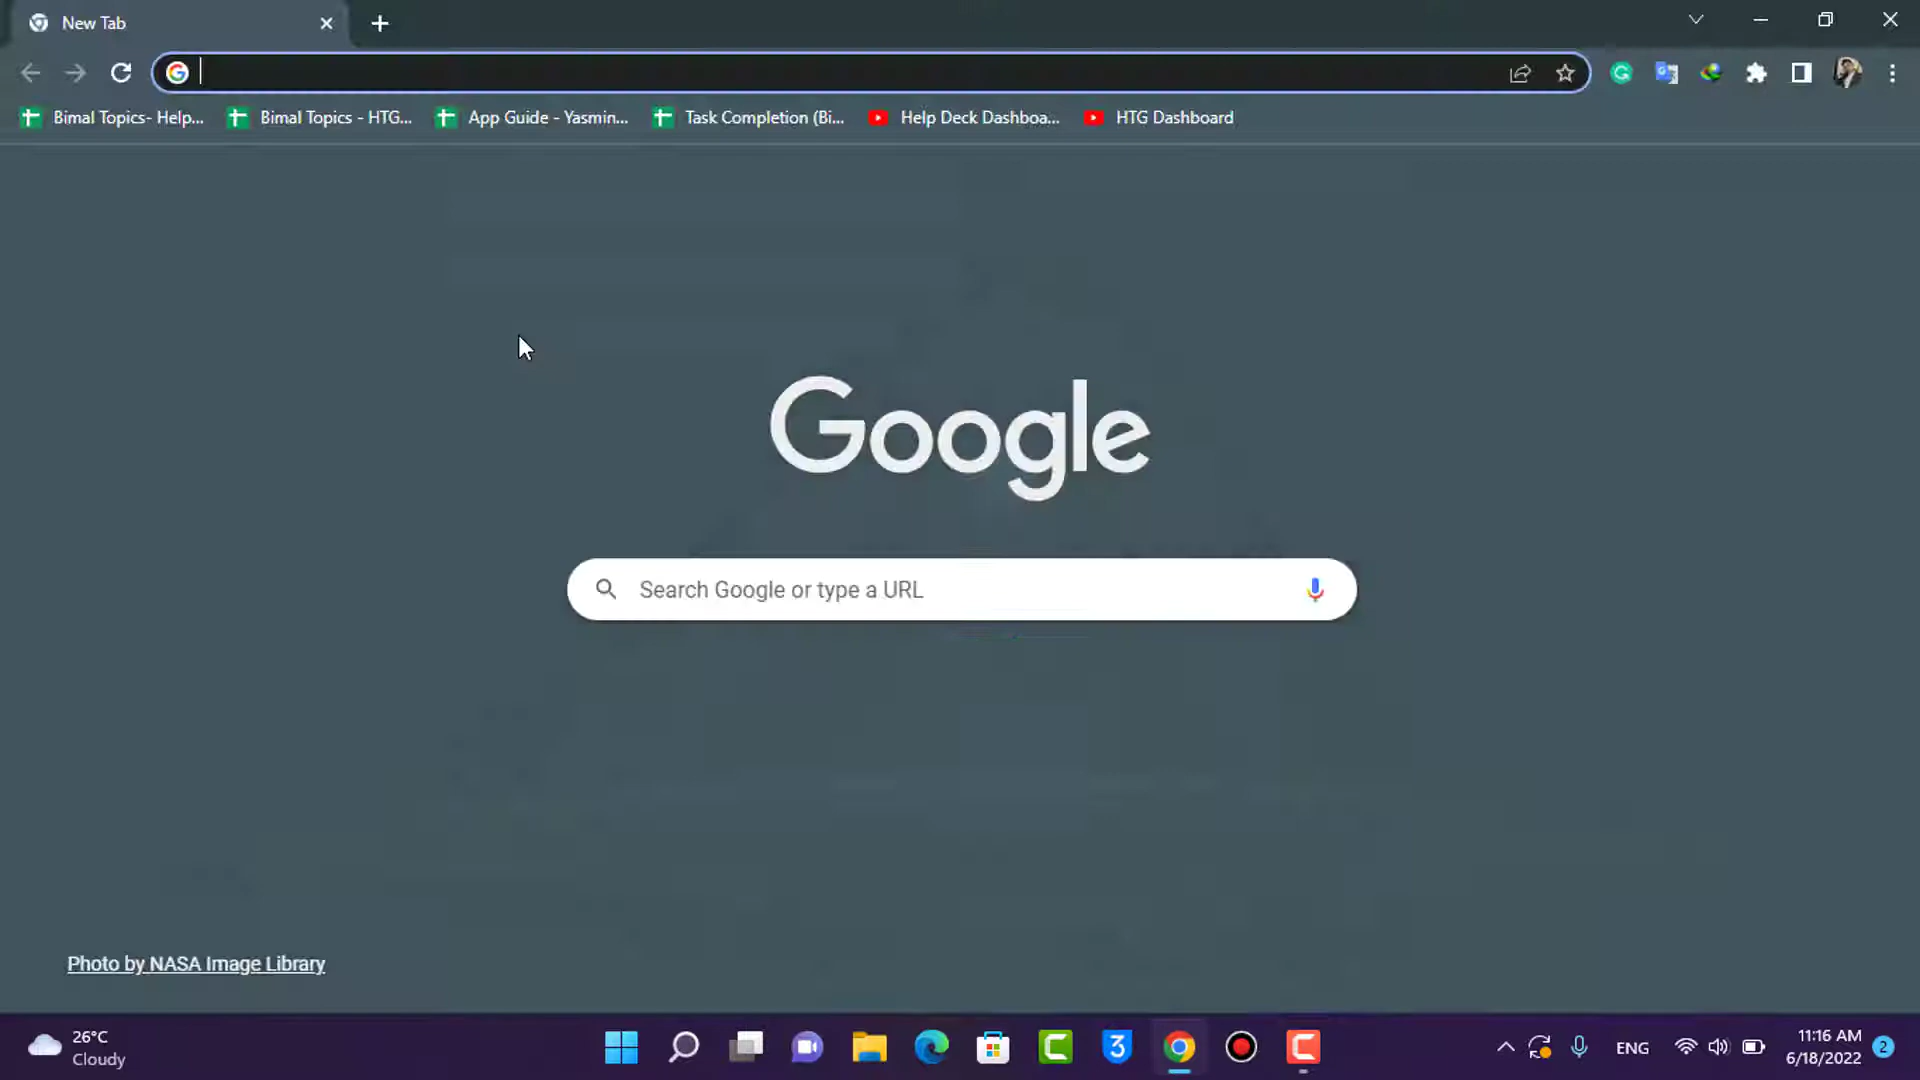 New Tab
Bimal Topics- Help...
Bimal Topics - HTG...
App Guide - Yasmin...
Task Completion (Bi...
Help Deck Dashboa...
HTG Dashboard
Google
Search Google or type a URL
Photo by NASA Image Library
26°C
Cloudy
3
ENG
11:16 AM
6/18/2022
2